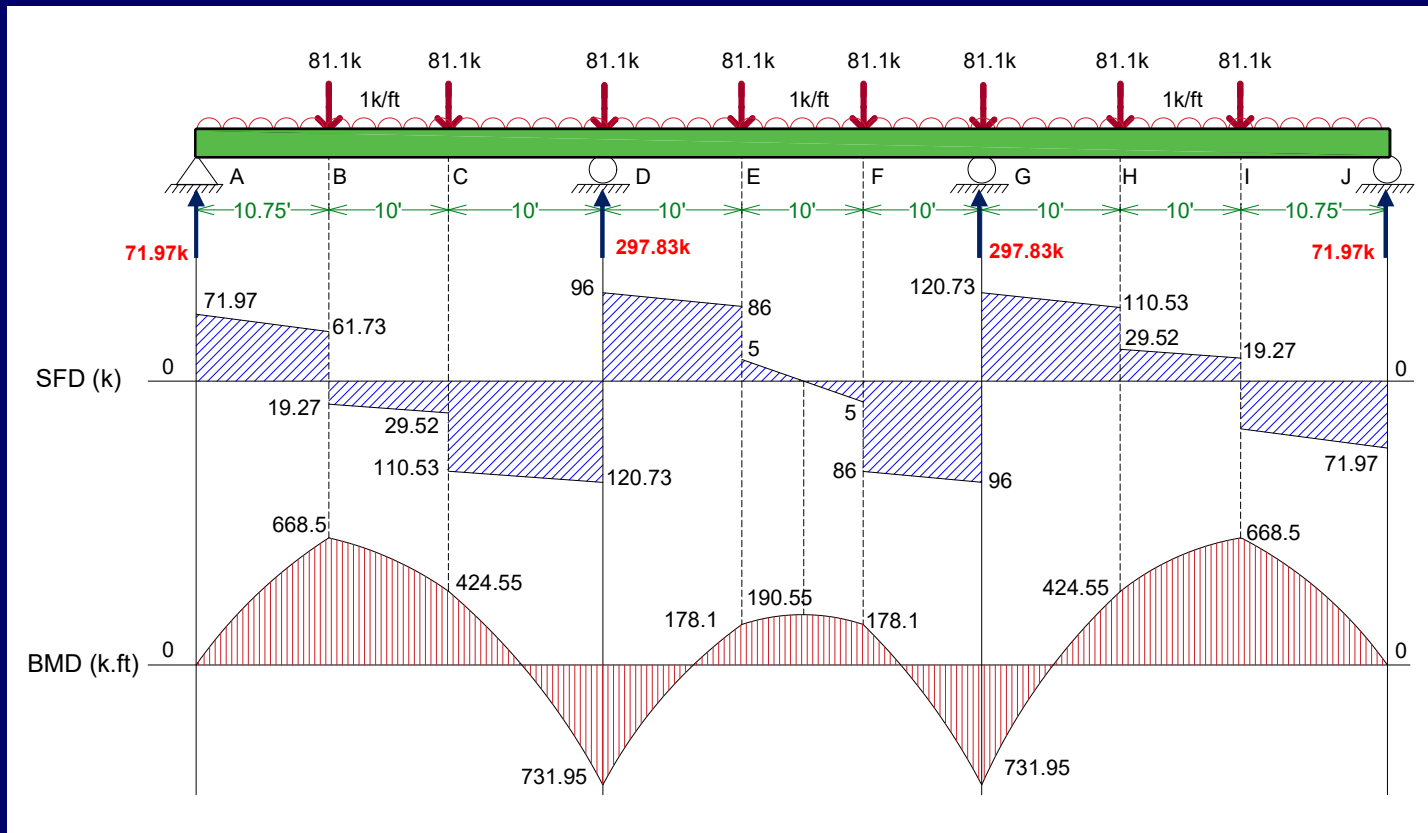 81.1k 81.1k 81.1k 81.1k 81.1k 81.1k 81.1k 81.1k
1k/ft 1k/ft 1k/ft
A B C D E F G H I J
10.75' 10' 10' 10' 10' 10' 10' 10' 10.75'
71.97k 297.83k 297.83k 71.97k
71.97 96 120.73
61.73 86 110.53
5 29.52 19.27
SFD (k) 0 0
19.27 5
29.52
110.53 86 71.97
120.73 96
668.5 668.5
424.55 190.55 424.55
178.1 178.1
BMD (k.ft) 0 0
731.95 731.95